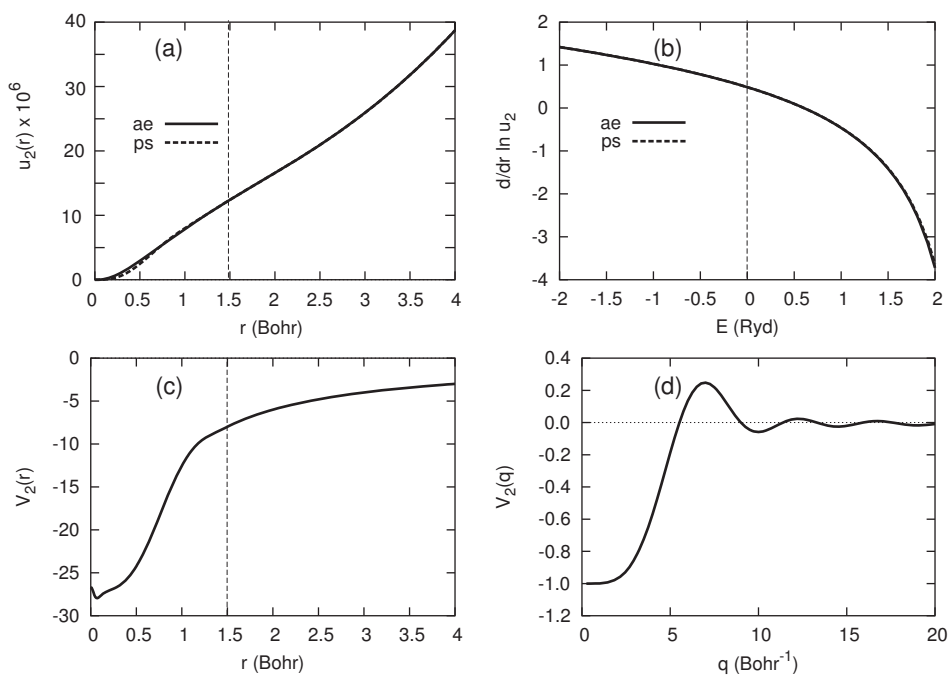 (a)
u₂(r) x 10⁶
40
30
20
10
0
ae
ps
0 0.5 1 1.5 2 2.5 3 3.5 4
r (Bohr)
(b)
d/dr ln u₂
2
1
0
-1
-2
-3
-4
ae
ps
-2 -1.5 -1 -0.5 0 0.5 1 1.5 2
E (Ryd)
(c)
V₂(r)
0
-5
-10
-15
-20
-25
-30
0 0.5 1 1.5 2 2.5 3 3.5 4
r (Bohr)
(d)
V₂(q)
0.4
0.2
0.0
-0.2
-0.4
-0.6
-0.8
-1.0
-1.2
0 5 10 15 20
q (Bohr⁻¹)